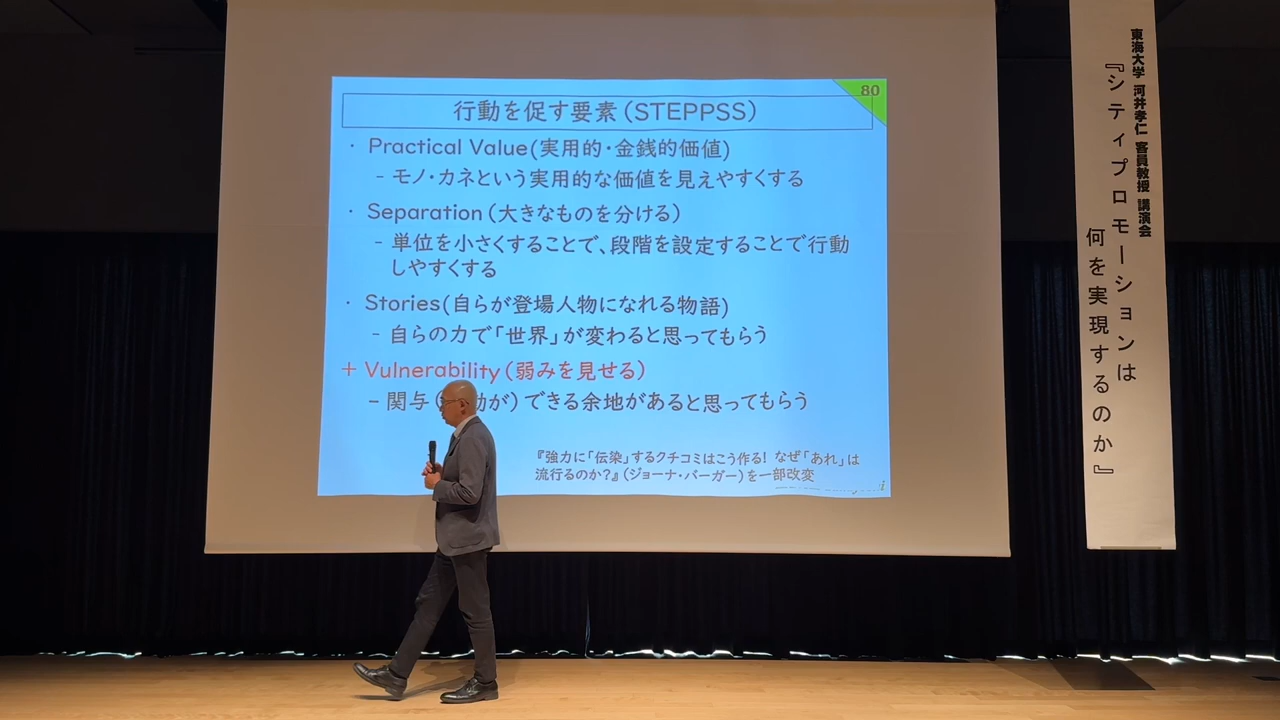 80
行動を促す要素(STEPPSS)
・ Practical Value(実用的・金銭的価値)
– モノ・カネという実用的な価値を見えやすくする
・ Separation(大きなものを分ける)
– 単位を小さくすることで、段階を設定することで行動
しやすくする
・ Stories(自らが登場人物になれる物語)
– 自らの力で「世界」が変わると思ってもらう
+ Vulnerability(弱みを見せる)
– 関与( 動が)できる余地があると思ってもらう
『強力に「伝染」するクチコミはこう作る! なぜ「あれ」は
流行るのか?』(ジョーナ・バーガー)を一部改変
東海大学 河井孝仁 客員教授 講演会
『シティプロモーションは
何を実現するのか』